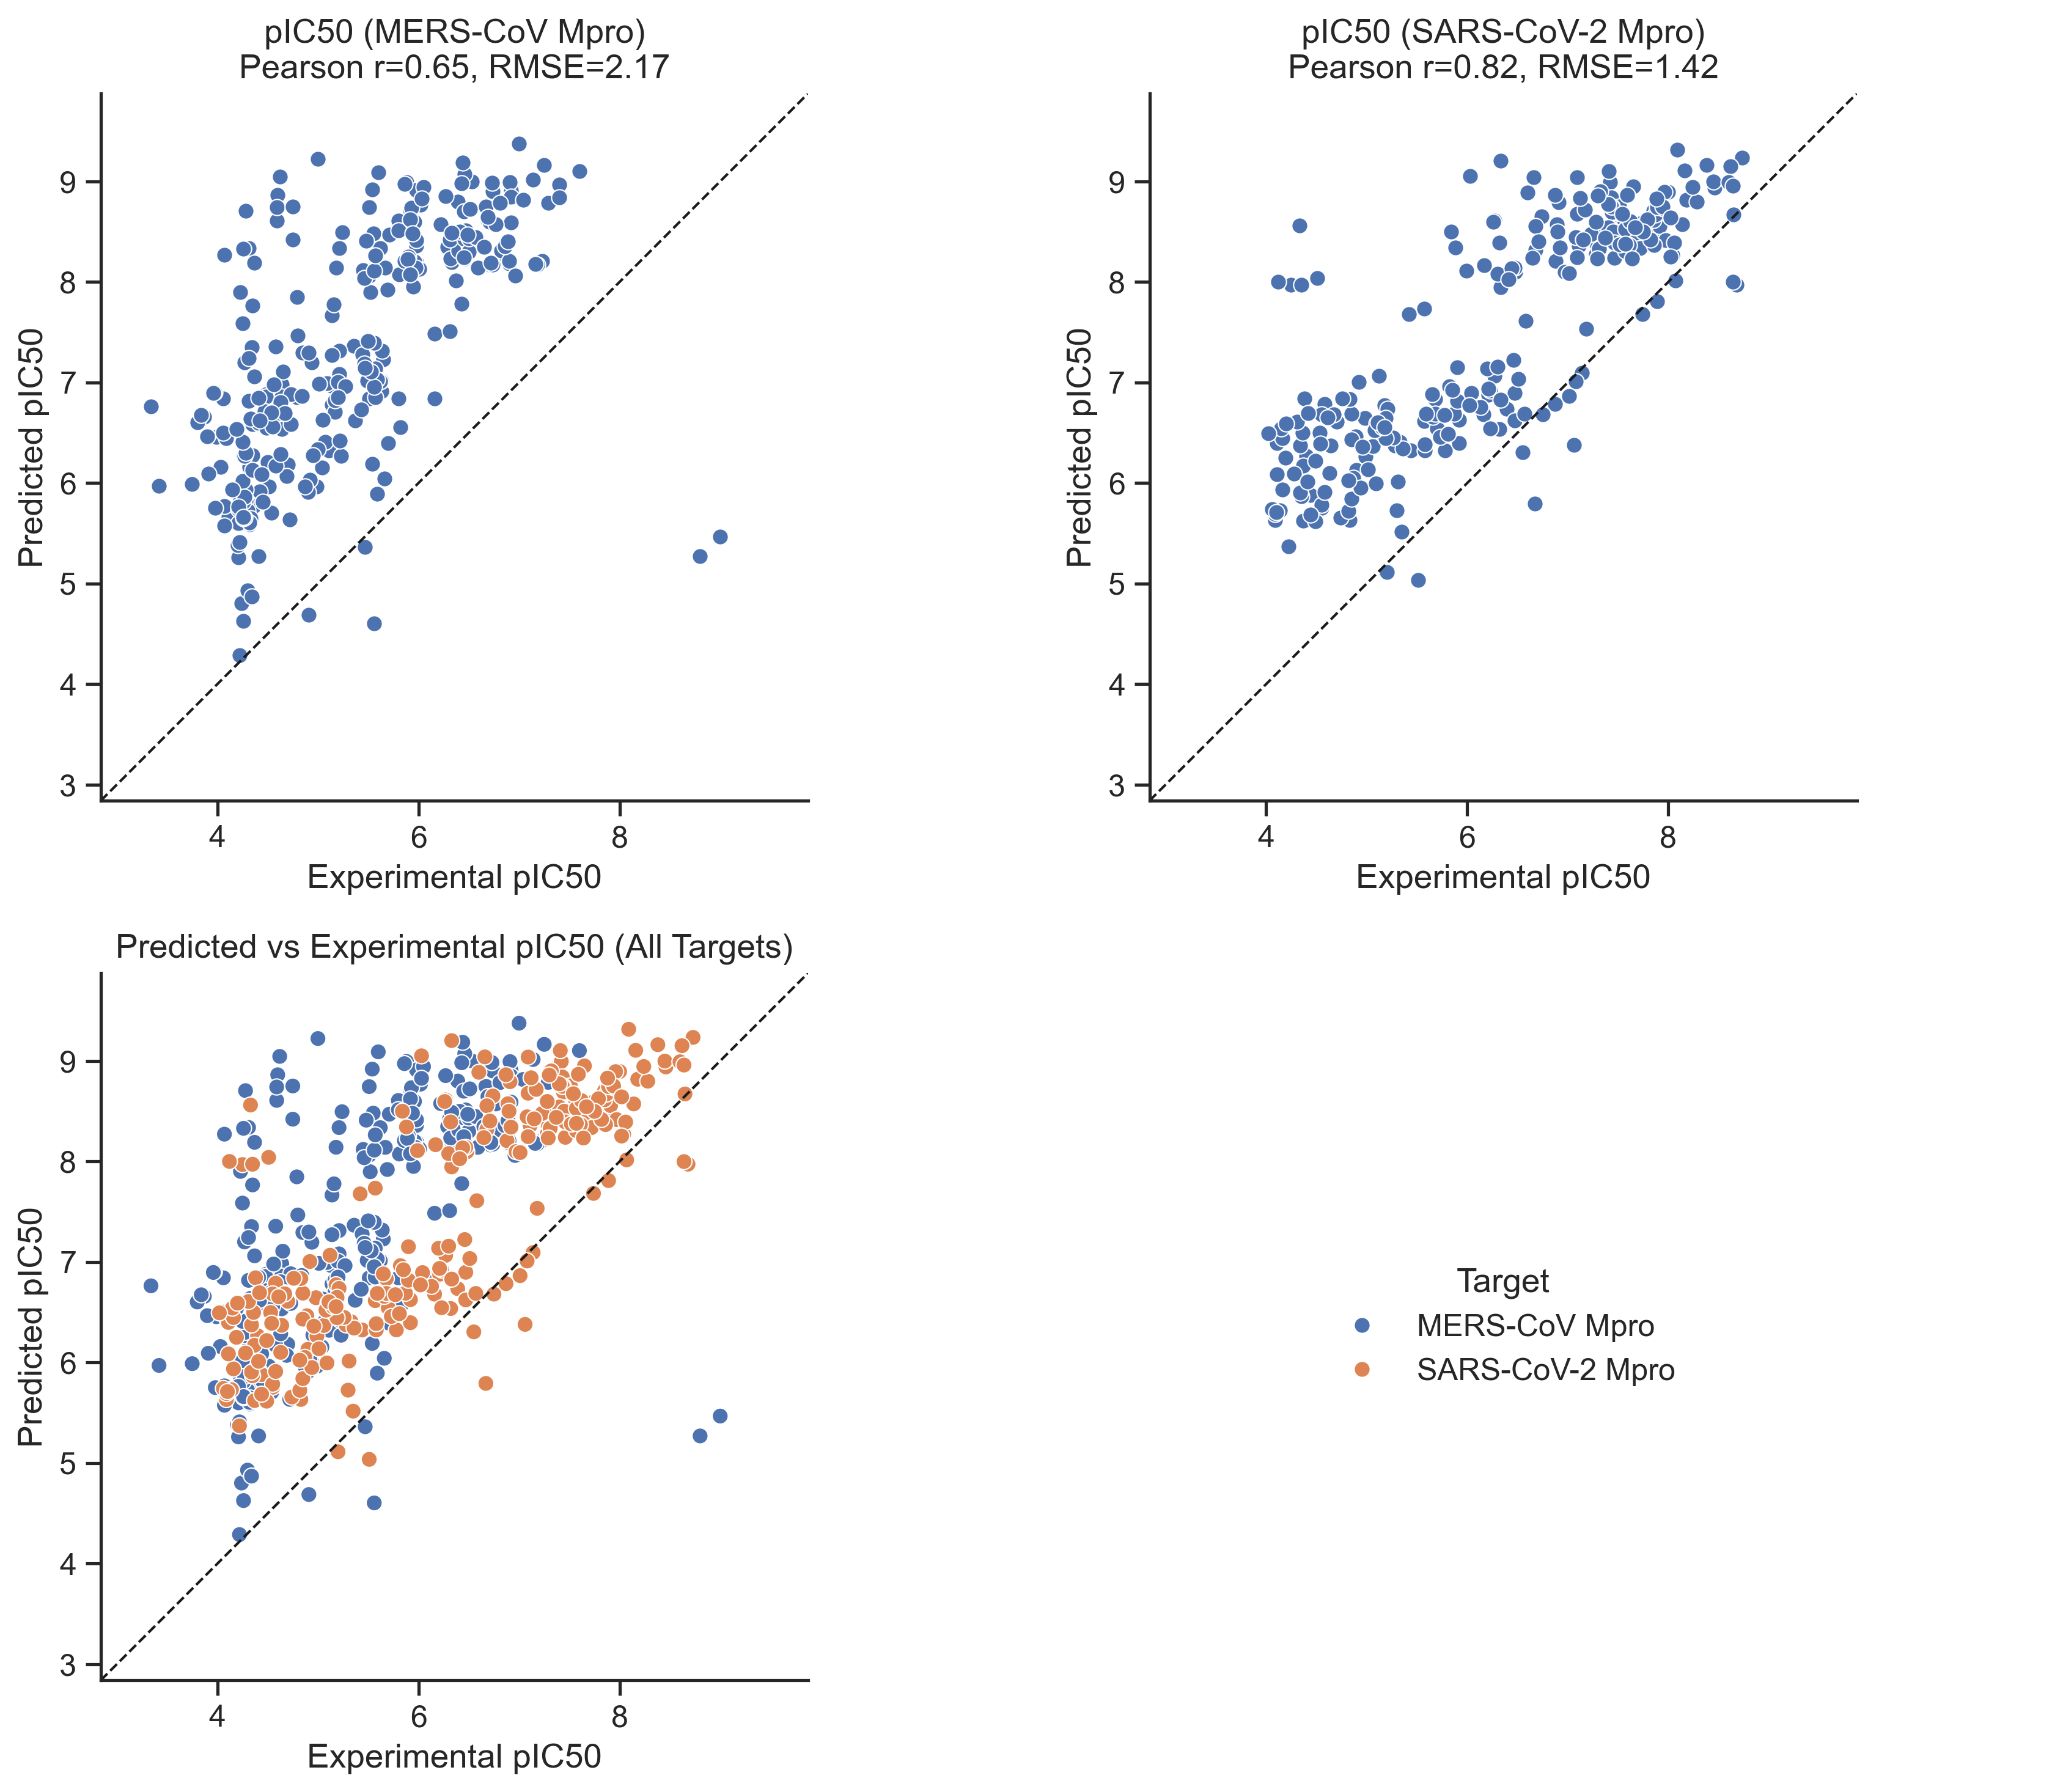 pIC50 (MERS-CoV Mpro)
Pearson r=0.65, RMSE=2.17
9
8
7
6
5
4
3
Predicted pIC50
4 6 8
Experimental pIC50
pIC50 (SARS-CoV-2 Mpro)
Pearson r=0.82, RMSE=1.42
9
8
7
6
5
4
3
Predicted pIC50
4 6 8
Experimental pIC50
Predicted vs Experimental pIC50 (All Targets)
9
8
7
6
5
4
3
Predicted pIC50
4 6 8
Experimental pIC50
Target
MERS-CoV Mpro
SARS-CoV-2 Mpro